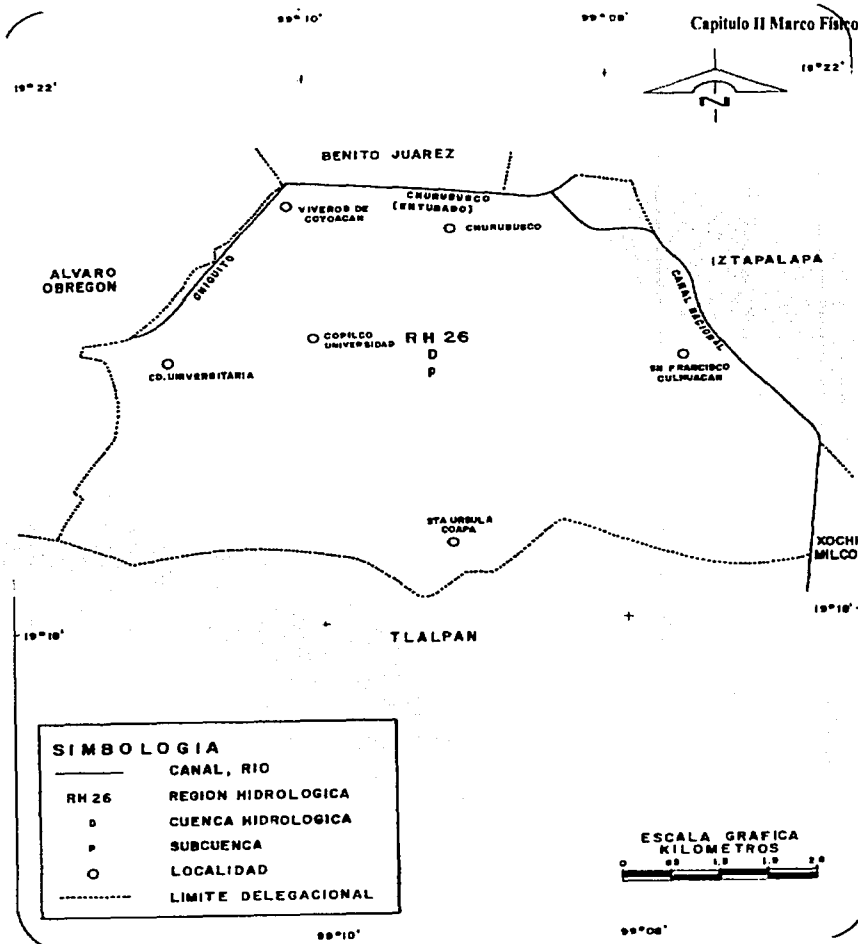 99°10'
99°08'
Capitulo II Marco Físico
19°22'
19°22'
N
BENITO JUAREZ
CHURUBUSCO
(ENTUBADO)
VIVEROS DE
COYOACAN
CHURUBUSCO
ALVARO
OBREGON
CHIQUITO
IZTAPALAPA
CANAL NACIONAL
COPILCO
UNIVERSIDAD
RH 26
D
P
CD. UNIVERSITARIA
SN FRANCISCO
CULHUACAN
STA URSULA
COAPA
XOCHI
MILCO
19°18'
19°18'
TLALPAN
SIMBOLOGIA
CANAL, RIO
RH 26 REGION HIDROLOGICA
D CUENCA HIDROLOGICA
P SUBCUENCA
LOCALIDAD
LIMITE DELEGACIONAL
ESCALA GRAFICA
KILOMETROS
99°10'
99°08'